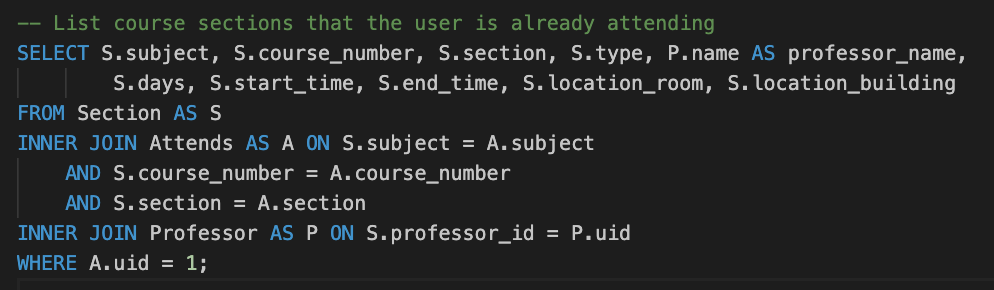 -- List course sections that the user is already attending
SELECT S.subject, S.course_number, S.section, S.type, P.name AS professor_name,
S.days, S.start_time, S.end_time, S.location_room, S.location_building
FROM Section AS S
INNER JOIN Attends AS A ON S.subject = A.subject
AND S.course_number = A.course_number
AND S.section = A.section
INNER JOIN Professor AS P ON S.professor_id = P.uid
WHERE A.uid = 1;